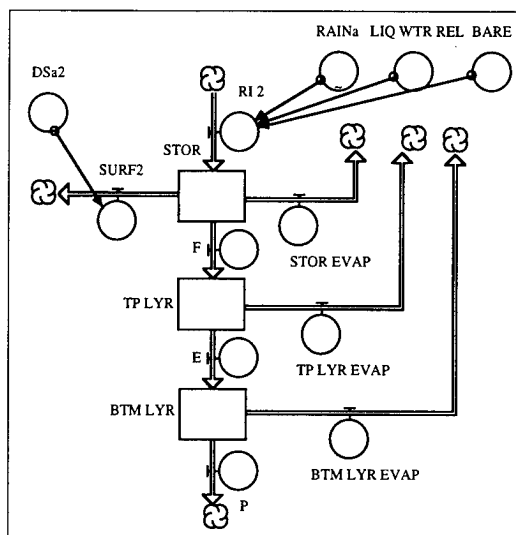 RAINa LIQ WTR REL BARE
DSa2
RI 2
STOR
SURF2
F
STOR EVAP
TP LYR
E
TP LYR EVAP
BTM LYR
BTM LYR EVAP
P